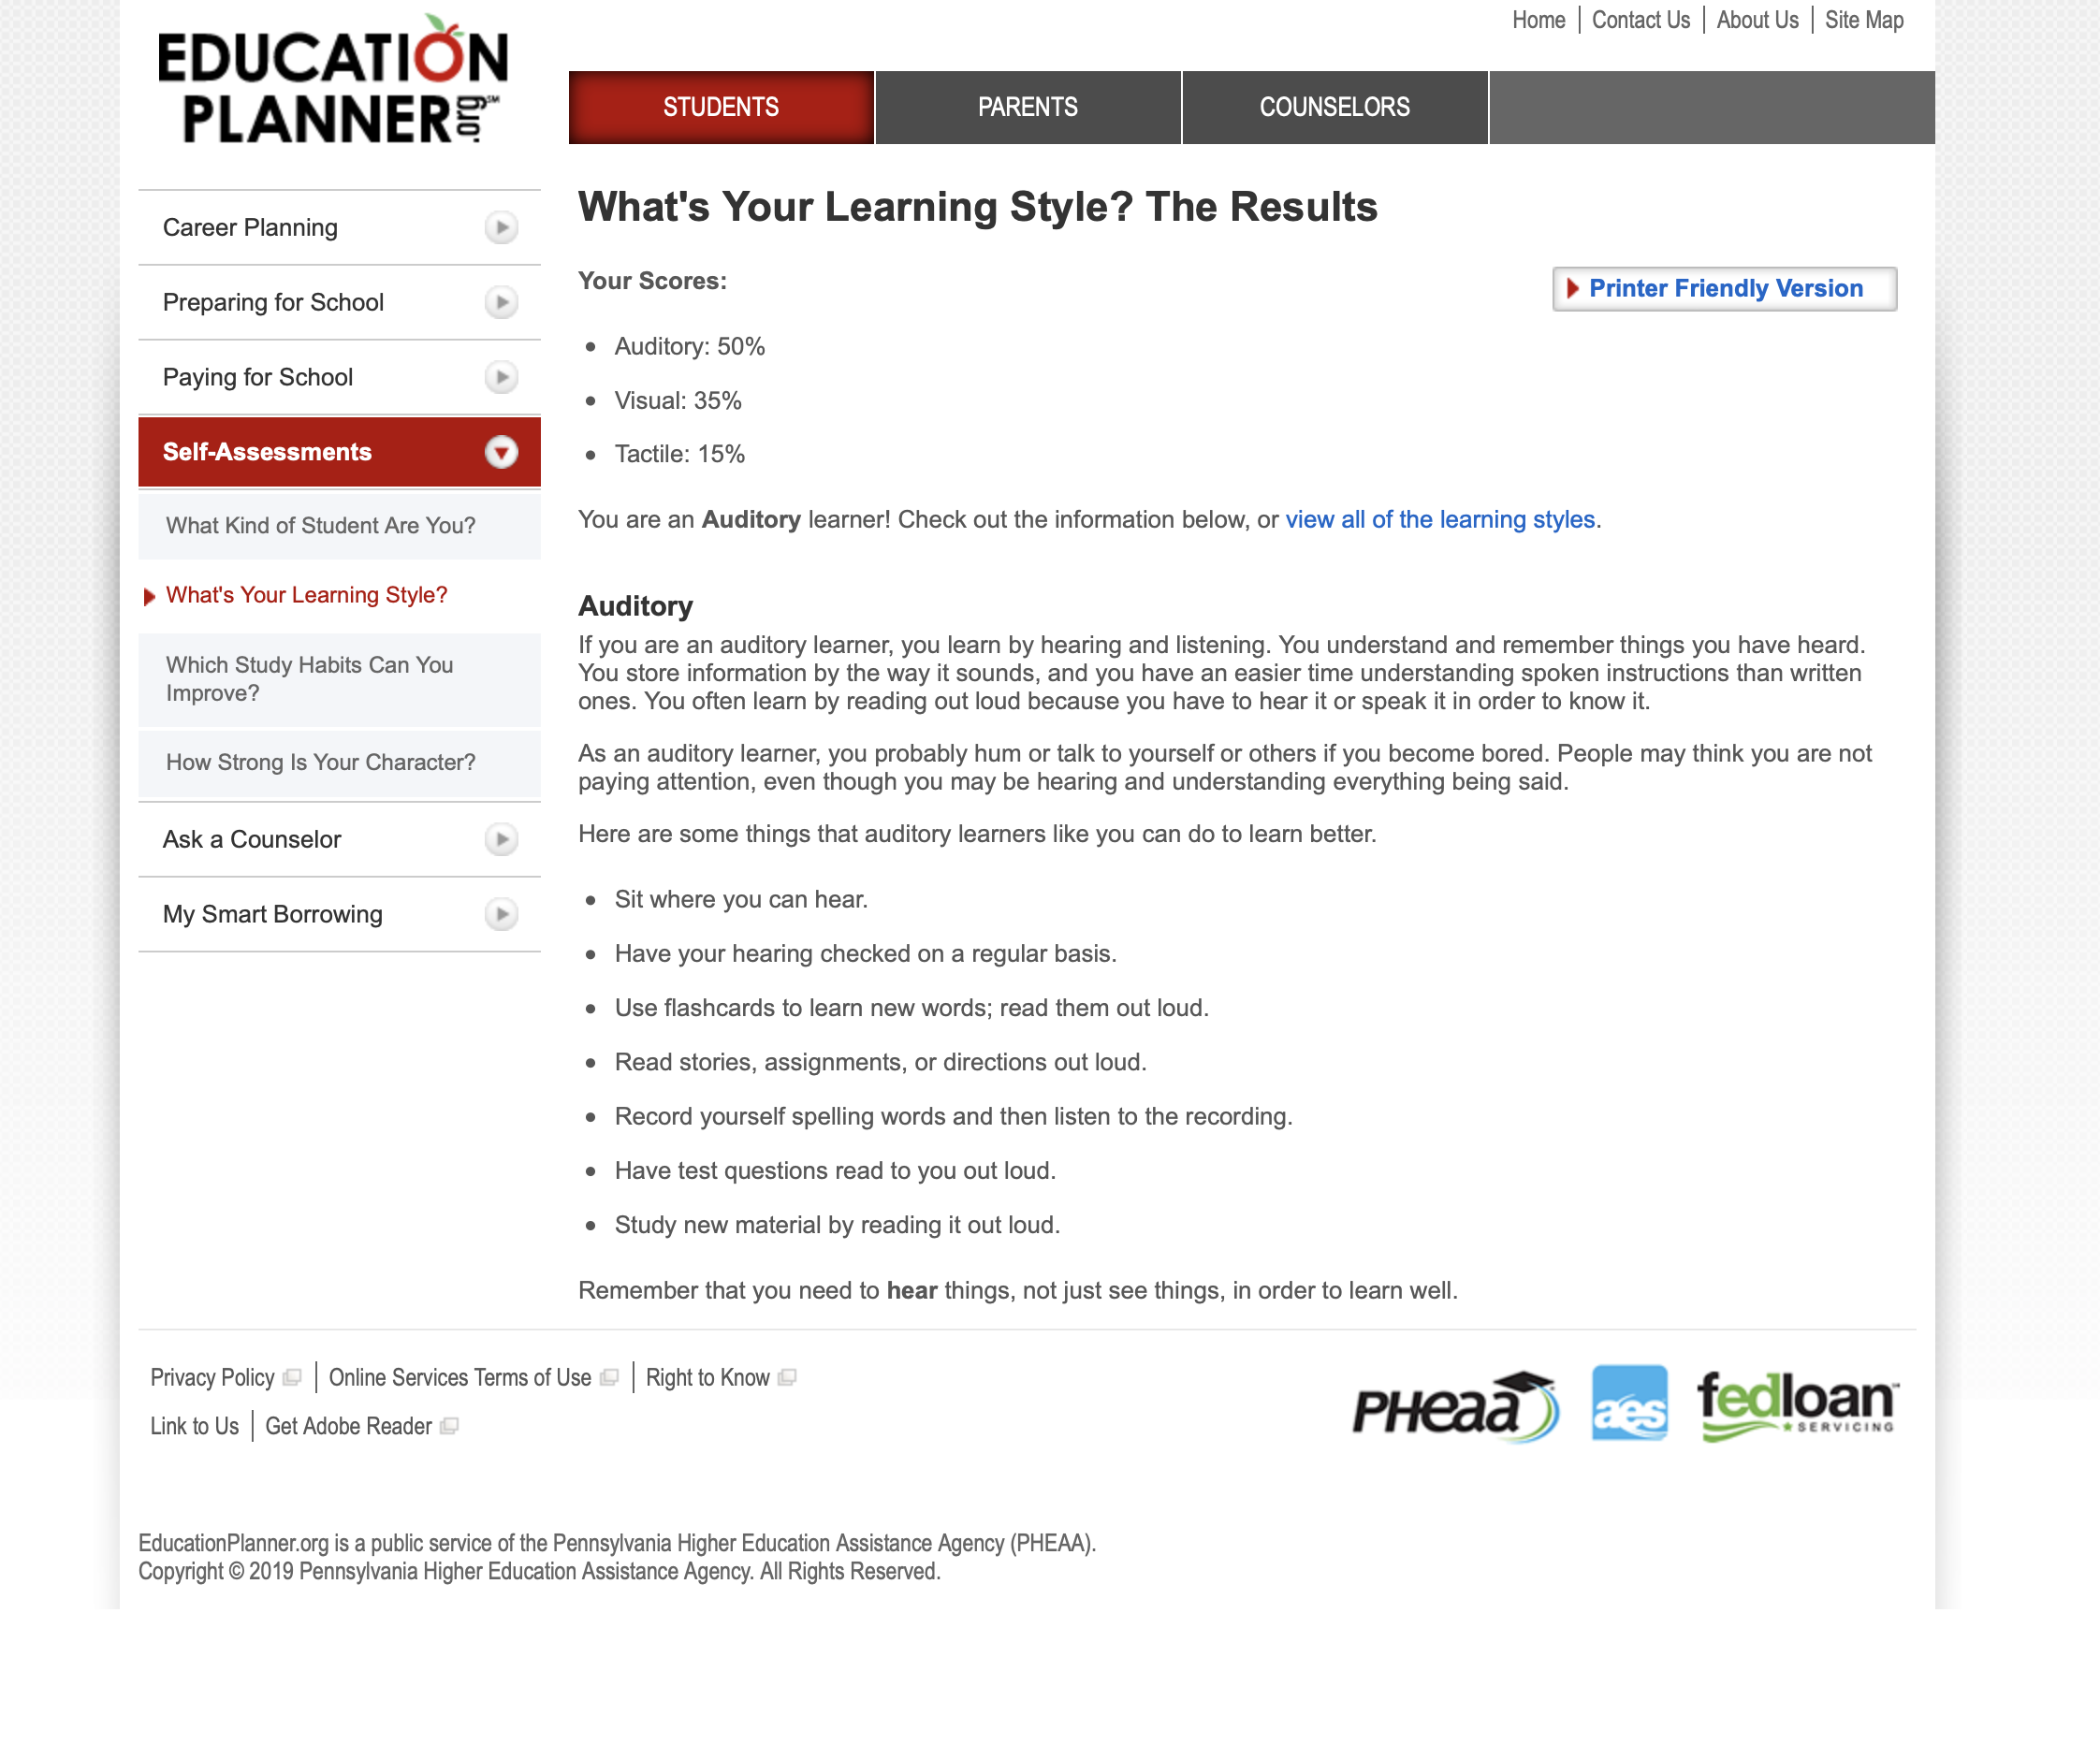 EDUCATION
PLANNER.org℠
Home
Contact Us
About Us
Site Map
STUDENTS
PARENTS
COUNSELORS
Career Planning
Preparing for School
Paying for School
Self-Assessments
What Kind of Student Are You?
What's Your Learning Style?
Which Study Habits Can You
Improve?
How Strong Is Your Character?
Ask a Counselor
My Smart Borrowing
What's Your Learning Style? The Results
Your Scores:
Printer Friendly Version
Auditory: 50%
Visual: 35%
Tactile: 15%
You are an Auditory learner! Check out the information below, or view all of the learning styles.
Auditory
If you are an auditory learner, you learn by hearing and listening. You understand and remember things you have heard.
You store information by the way it sounds, and you have an easier time understanding spoken instructions than written
ones. You often learn by reading out loud because you have to hear it or speak it in order to know it.
As an auditory learner, you probably hum or talk to yourself or others if you become bored. People may think you are not
paying attention, even though you may be hearing and understanding everything being said.
Here are some things that auditory learners like you can do to learn better.
Sit where you can hear.
Have your hearing checked on a regular basis.
Use flashcards to learn new words; read them out loud.
Read stories, assignments, or directions out loud.
Record yourself spelling words and then listen to the recording.
Have test questions read to you out loud.
Study new material by reading it out loud.
Remember that you need to hear things, not just see things, in order to learn well.
Privacy Policy
Online Services Terms of Use
Right to Know
Link to Us
Get Adobe Reader
PHEAA
aes
fedloan™
SERVICING
EducationPlanner.org is a public service of the Pennsylvania Higher Education Assistance Agency (PHEAA).
Copyright © 2019 Pennsylvania Higher Education Assistance Agency. All Rights Reserved.